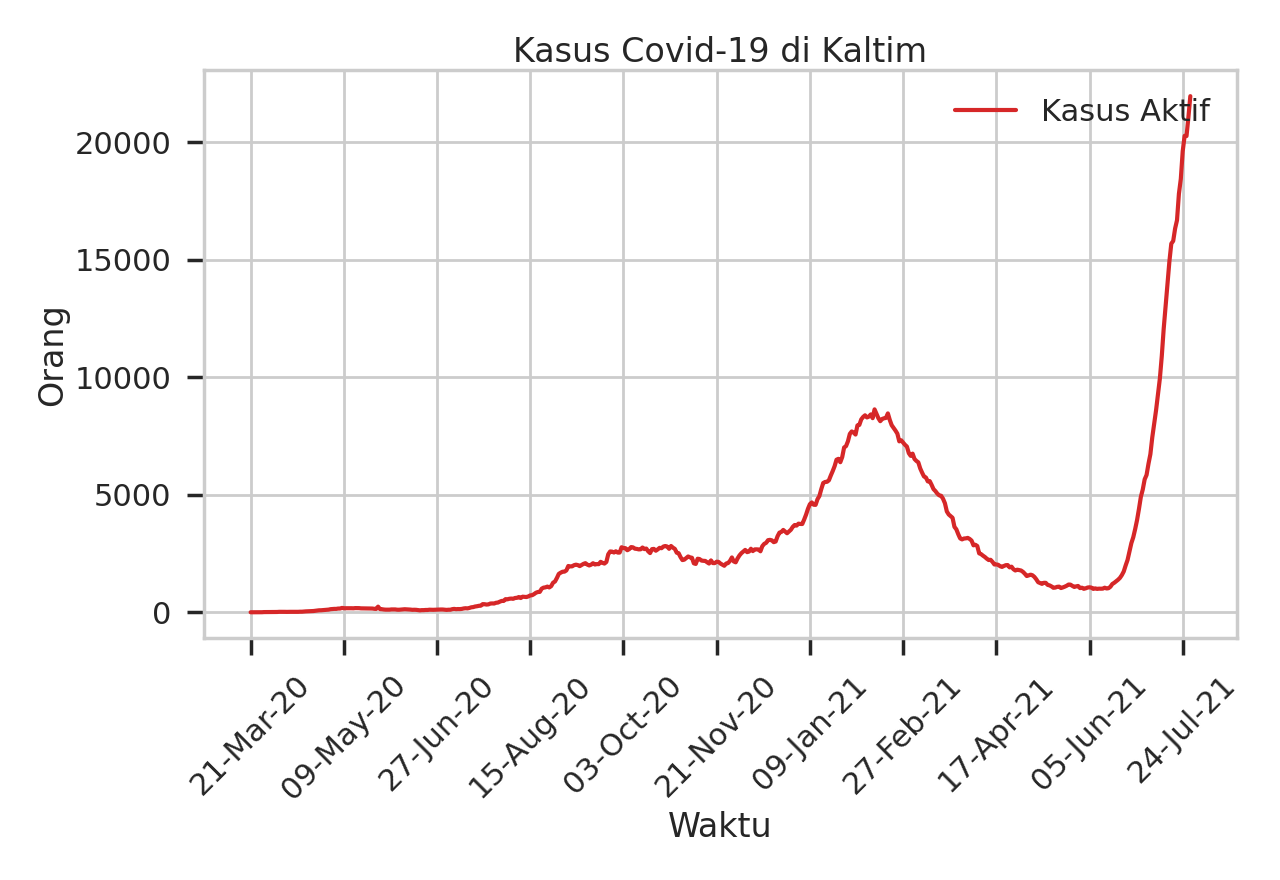 Kasus Covid-19 di Kaltim
Kasus Aktif
20000
15000
10000
5000
0
Orang
21-Mar-20
09-May-20
27-Jun-20
15-Aug-20
03-Oct-20
21-Nov-20
09-Jan-21
27-Feb-21
17-Apr-21
05-Jun-21
24-Jul-21
Waktu